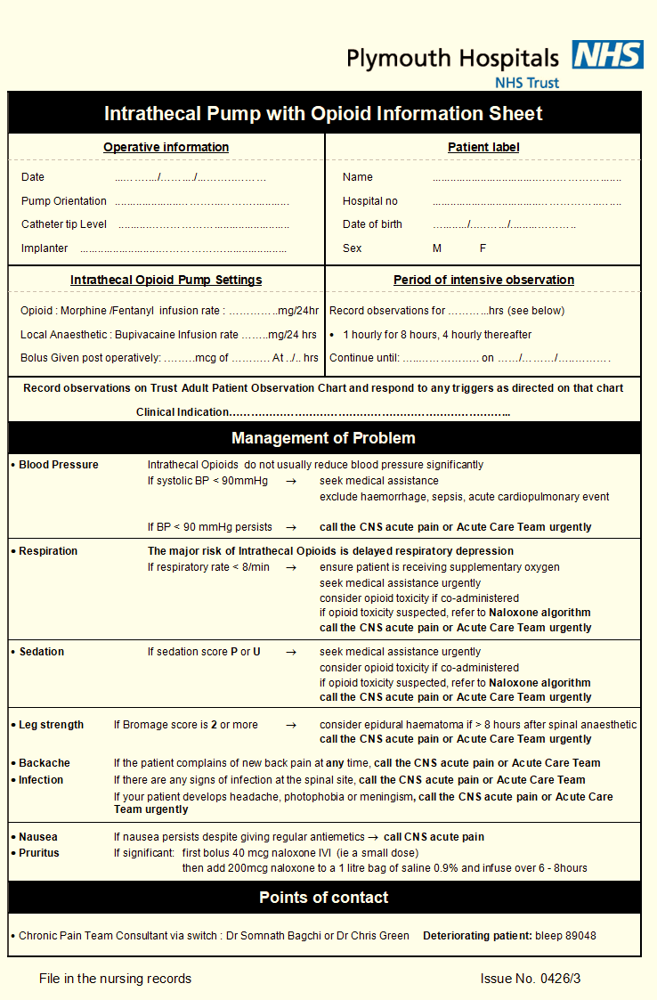 Plymouth Hospitals NHS
NHS Trust
Intrathecal Pump with Opioid Information Sheet
Operative information
Date ............./………./...………………
Pump Orientation ......................................................
Catheter tip Level ......................................................
Implanter ......................................................
Patient label
Name ......................................................
Hospital no ......................................................
Date of birth ………../………../...………………
Sex M F
Intrathecal Opioid Pump Settings
Opioid : Morphine /Fentanyl infusion rate : …………..mg/24hr
Local Anaesthetic : Bupivacaine Infusion rate ……..mg/24 hrs
Bolus Given post operatively: ………mcg of ……….. At ../.. hrs
Period of intensive observation
Record observations for ………..hrs (see below)
• 1 hourly for 8 hours, 4 hourly thereafter
Continue until: …………………… on ……/………/……………
Record observations on Trust Adult Patient Observation Chart and respond to any triggers as directed on that chart
Clinical Indication…………………………………………………………………..
Management of Problem
• Blood Pressure Intrathecal Opioids do not usually reduce blood pressure significantly
If systolic BP < 90mmHg → seek medical assistance
exclude haemorrhage, sepsis, acute cardiopulmonary event
If BP < 90 mmHg persists → call the CNS acute pain or Acute Care Team urgently
• Respiration The major risk of Intrathecal Opioids is delayed respiratory depression
If respiratory rate < 8/min → ensure patient is receiving supplementary oxygen
seek medical assistance urgently
consider opioid toxicity if co-administered
if opioid toxicity suspected, refer to Naloxone algorithm
call the CNS acute pain or Acute Care Team urgently
• Sedation If sedation score P or U → seek medical assistance urgently
consider opioid toxicity if co-administered
if opioid toxicity suspected, refer to Naloxone algorithm
call the CNS acute pain or Acute Care Team urgently
• Leg strength If Bromage score is 2 or more → consider epidural haematoma if > 8 hours after spinal anaesthetic
call the CNS acute pain or Acute Care Team urgently
• Backache If the patient complains of new back pain at any time, call the CNS acute pain or Acute Care Team
• Infection If there are any signs of infection at the spinal site, call the CNS acute pain or Acute Care Team
If your patient develops headache, photophobia or meningism, call the CNS acute pain or Acute Care
Team urgently
• Nausea If nausea persists despite giving regular antiemetics → call CNS acute pain
• Pruritus If significant: first bolus 40 mcg naloxone IVI (ie a small dose)
then add 200mcg naloxone to a 1 litre bag of saline 0.9% and infuse over 6 - 8hours
Points of contact
• Chronic Pain Team Consultant via switch : Dr Somnath Bagchi or Dr Chris Green Deteriorating patient: bleep 89048
File in the nursing records Issue No. 0426/3